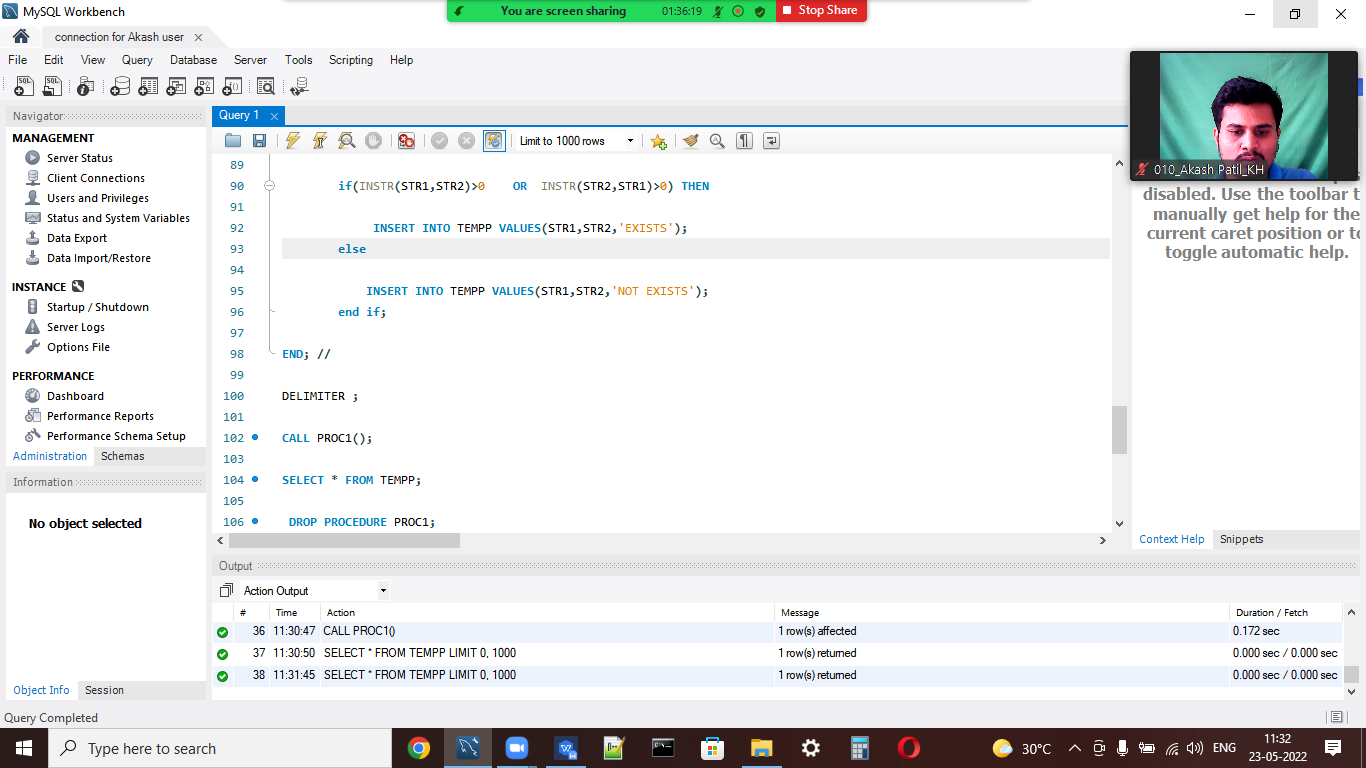 MySQL Workbench
You are screen sharing
01:36:19
Stop Share
connection for Akash user
File Edit View Query Database Server Tools Scripting Help
SQL SQL
Navigator
MANAGEMENT
Server Status
Client Connections
Users and Privileges
Status and System Variables
Data Export
Data Import/Restore
INSTANCE
Startup / Shutdown
Server Logs
Options File
PERFORMANCE
Dashboard
Performance Reports
Performance Schema Setup
Administration Schemas
Information
No object selected
Object Info Session
Query 1
Limit to 1000 rows
89
90 if(INSTR(STR1,STR2)>0 OR INSTR(STR2,STR1)>0) THEN
91
92 INSERT INTO TEMPP VALUES(STR1,STR2,'EXISTS');
93 else
94
95 INSERT INTO TEMPP VALUES(STR1,STR2,'NOT EXISTS');
96 end if;
97
98 END; //
99
100 DELIMITER ;
101
102 CALL PROC1();
103
104 SELECT * FROM TEMPP;
105
106 DROP PROCEDURE PROC1;
010_Akash Patil_KH
disabled. Use the toolbar t
manually get help for the
current caret position or to
toggle automatic help.
Context Help Snippets
Output
Action Output
# Time Action Message Duration / Fetch
36 11:30:47 CALL PROC1() 1 row(s) affected 0.172 sec
37 11:30:50 SELECT * FROM TEMPP LIMIT 0, 1000 1 row(s) returned 0.000 sec / 0.000 sec
38 11:31:45 SELECT * FROM TEMPP LIMIT 0, 1000 1 row(s) returned 0.000 sec / 0.000 sec
Query Completed
Type here to search
30°C
ENG
11:32
23-05-2022